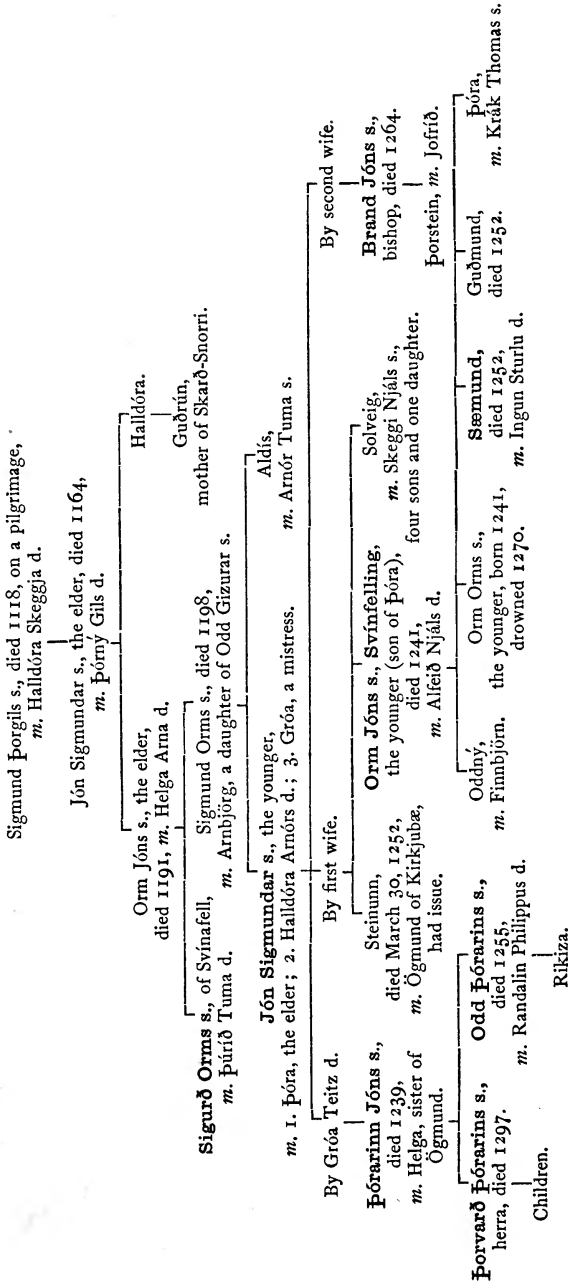 Sigmund Þorgils s., died 1118, on a pilgrimage,
m. Halldóra Skeggja d.
Jón Sigmundar s., the elder, died 1164,
m. Þórný Gils d.
Orm Jóns s., the elder,
died 1191, m. Helga Arna d.
Halldóra.
Guðrún,
mother of Skarð-Snorri.
Sigurð Orms s., of Svínafell,
m. Þúríð Tuma d.
Sigmund Orms s., died 1198,
m. Arnbjörg, a daughter of Odd Gizurar s.
Jón Sigmundar s., the younger,
m. 1. Þóra, the elder; 2. Halldóra Arnórs d.; 3. Gróa, a mistress.
Aldís,
m. Arnór Tuma s.
By Gróa Teitz d.
Þórarinn Jóns s.,
died 1239,
m. Helga, sister of
Ögmund.
By first wife.
Steinunn,
died March 30, 1252,
m. Ögmund of Kirkjubæ,
had issue.
Orm Jóns s., Svínfelling,
the younger (son of Þóra),
died 1241,
m. Alfeið Njáls d.
Solveig,
m. Skeggi Njáls s.,
four sons and one daughter.
By second wife.
Brand Jóns s.,
bishop, died 1264.
Þorstein, m. Jofríð.
Þorvarð Þórarins s.,
herra, died 1297.
Children.
Odd Þórarins s.,
died 1255,
m. Randalin Philippus d.
Rikiza.
Oddný,
m. Finnbjörn.
Orm Orms s.,
the younger, born 1241,
drowned 1270.
Sæmund,
died 1252,
m. Ingun Sturlu d.
Guðmund,
died 1252.
Þóra,
m. Krák Thomas s.